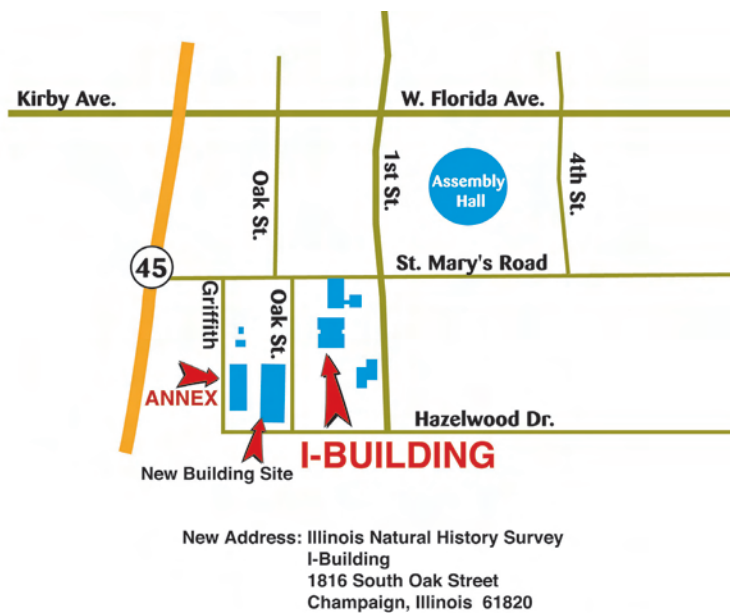 Kirby Ave.
W. Florida Ave.
Oak St.
1st St.
Assembly
Hall
4th St.
45
St. Mary's Road
Griffith
Oak St.
ANNEX
Hazelwood Dr.
I-BUILDING
New Building Site
New Address: Illinois Natural History Survey
I-Building
1816 South Oak Street
Champaign, Illinois 61820